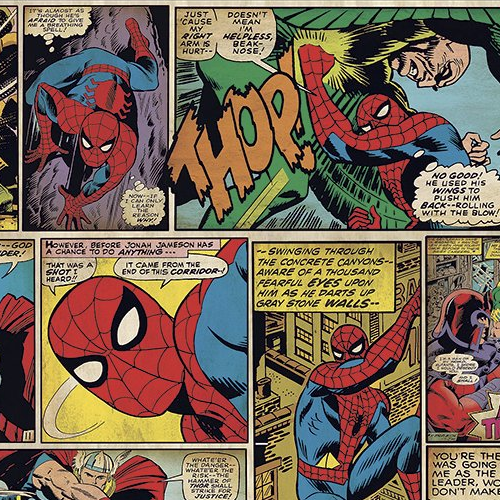 IT'S ALMOST AS
THOUGH HE'S
AFRAID TO GIVE
ME A BREATHING
SPELL!
NOW--IF
I CAN ONLY
LEARN
THE
REASON
WHY!
JUST
'CAUSE
MY
RIGHT
ARM IS
HURT--
DOESN'T
MEAN
I'M
HELPLESS,
BEAK-
NOSE!
THOP!
NO GOOD!
HE USED HIS
WINGS TO
PUSH HIM
BACK--ROLLING
WITH THE BLOW!
--GOD
HOWEVER, BEFORE JONAH JAMESON HAS
A CHANCE TO DO ANYTHING...
THAT WAS A
SHOT I
HEARD!!
IT CAME FROM THE
END OF THIS CORRIDOR--!
~SWINGING THROUGH
THE CONCRETE CANYONS--
AWARE OF A THOUSAND
FEARFUL EYES UPON
HIM AS HE DARTS UP
GRAY STONE WALLS--
WHATE'ER
THE DANGER--
WHATE'ER THE
RISK--THE
HAMMER OF
THOR SHALL
STRIKE FOR
JUSTICE!
YOU'RE THE
WAS GOING
ME AS THE
LEADER, WO
DON'T MAKE